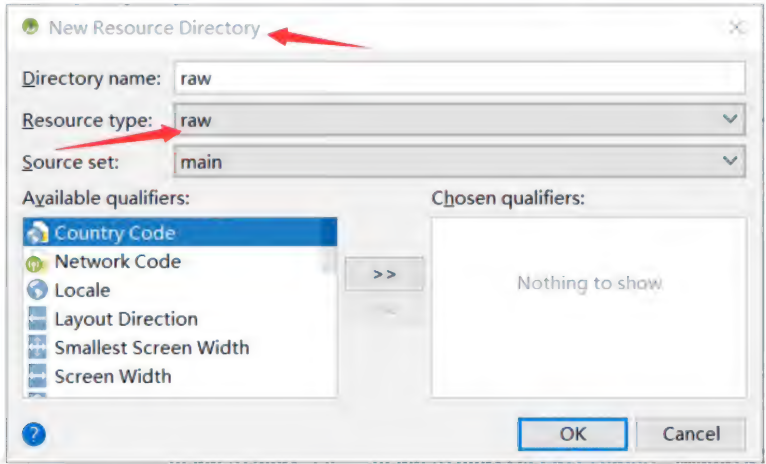 New Resource Directory
Directory name: raw
Resource type: raw
Source set: main
Available qualifiers: Chosen qualifiers:
Country Code
Network Code
Locale
Layout Direction
Smallest Screen Width
Screen Width
>>
Nothing to show
?
OK Cancel